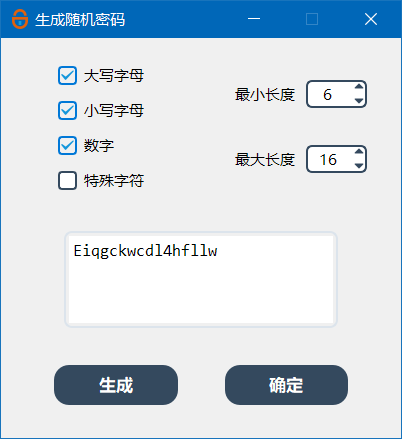 生成随机密码
大写字母
小写字母
数字
特殊字符
最小长度 6
最大长度 16
Eiqgckwcdl4hfllw
生成
确定